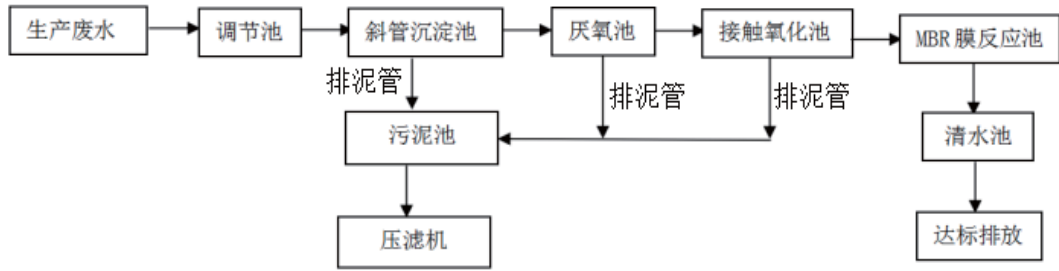 生产废水
调节池
斜管沉淀池
厌氧池
接触氧化池
MBR膜反应池
排泥管
排泥管
排泥管
污泥池
清水池
压滤机
达标排放